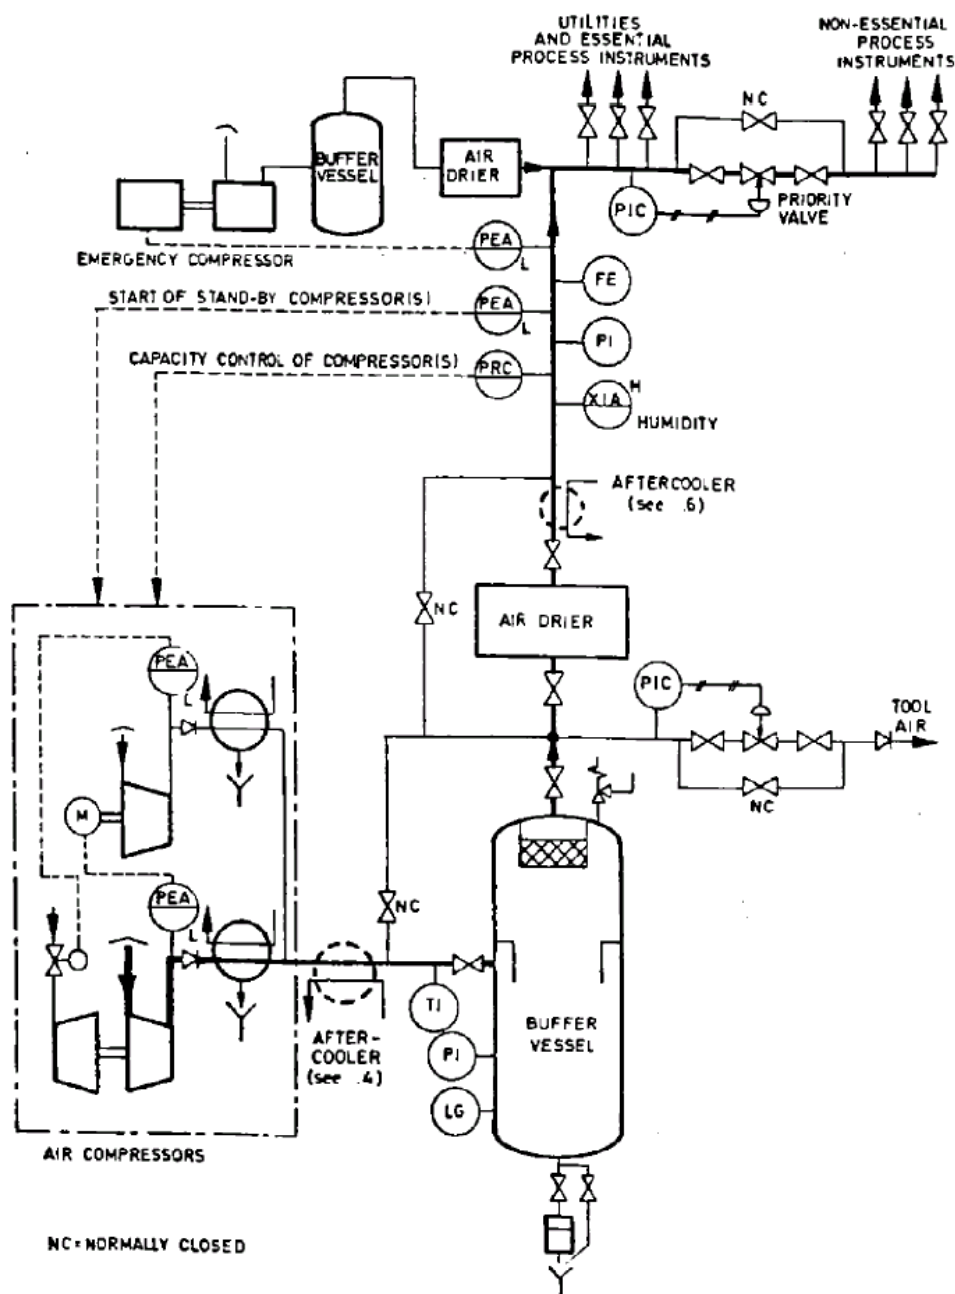 UTILITIES
AND ESSENTIAL
PROCESS INSTRUMENTS
NON-ESSENTIAL
PROCESS
INSTRUMENTS
NC
BUFFER
VESSEL
AIR
DRIER
PIC
PRIORITY
VALVE
EMERGENCY COMPRESSOR
PEA
L
FE
START OF STAND-BY COMPRESSOR(S)
PEA
L
PI
CAPACITY CONTROL OF COMPRESSOR(S)
PRC
XIA
H
HUMIDITY
AFTERCOOLER
(see .6)
NC
AIR DRIER
PEA
L
PIC
TOOL
AIR
NC
M
PEA
L
NC
TI
AFTER-
COOLER
(see .4)
PI
BUFFER
VESSEL
LG
AIR COMPRESSORS
NC=NORMALLY CLOSED